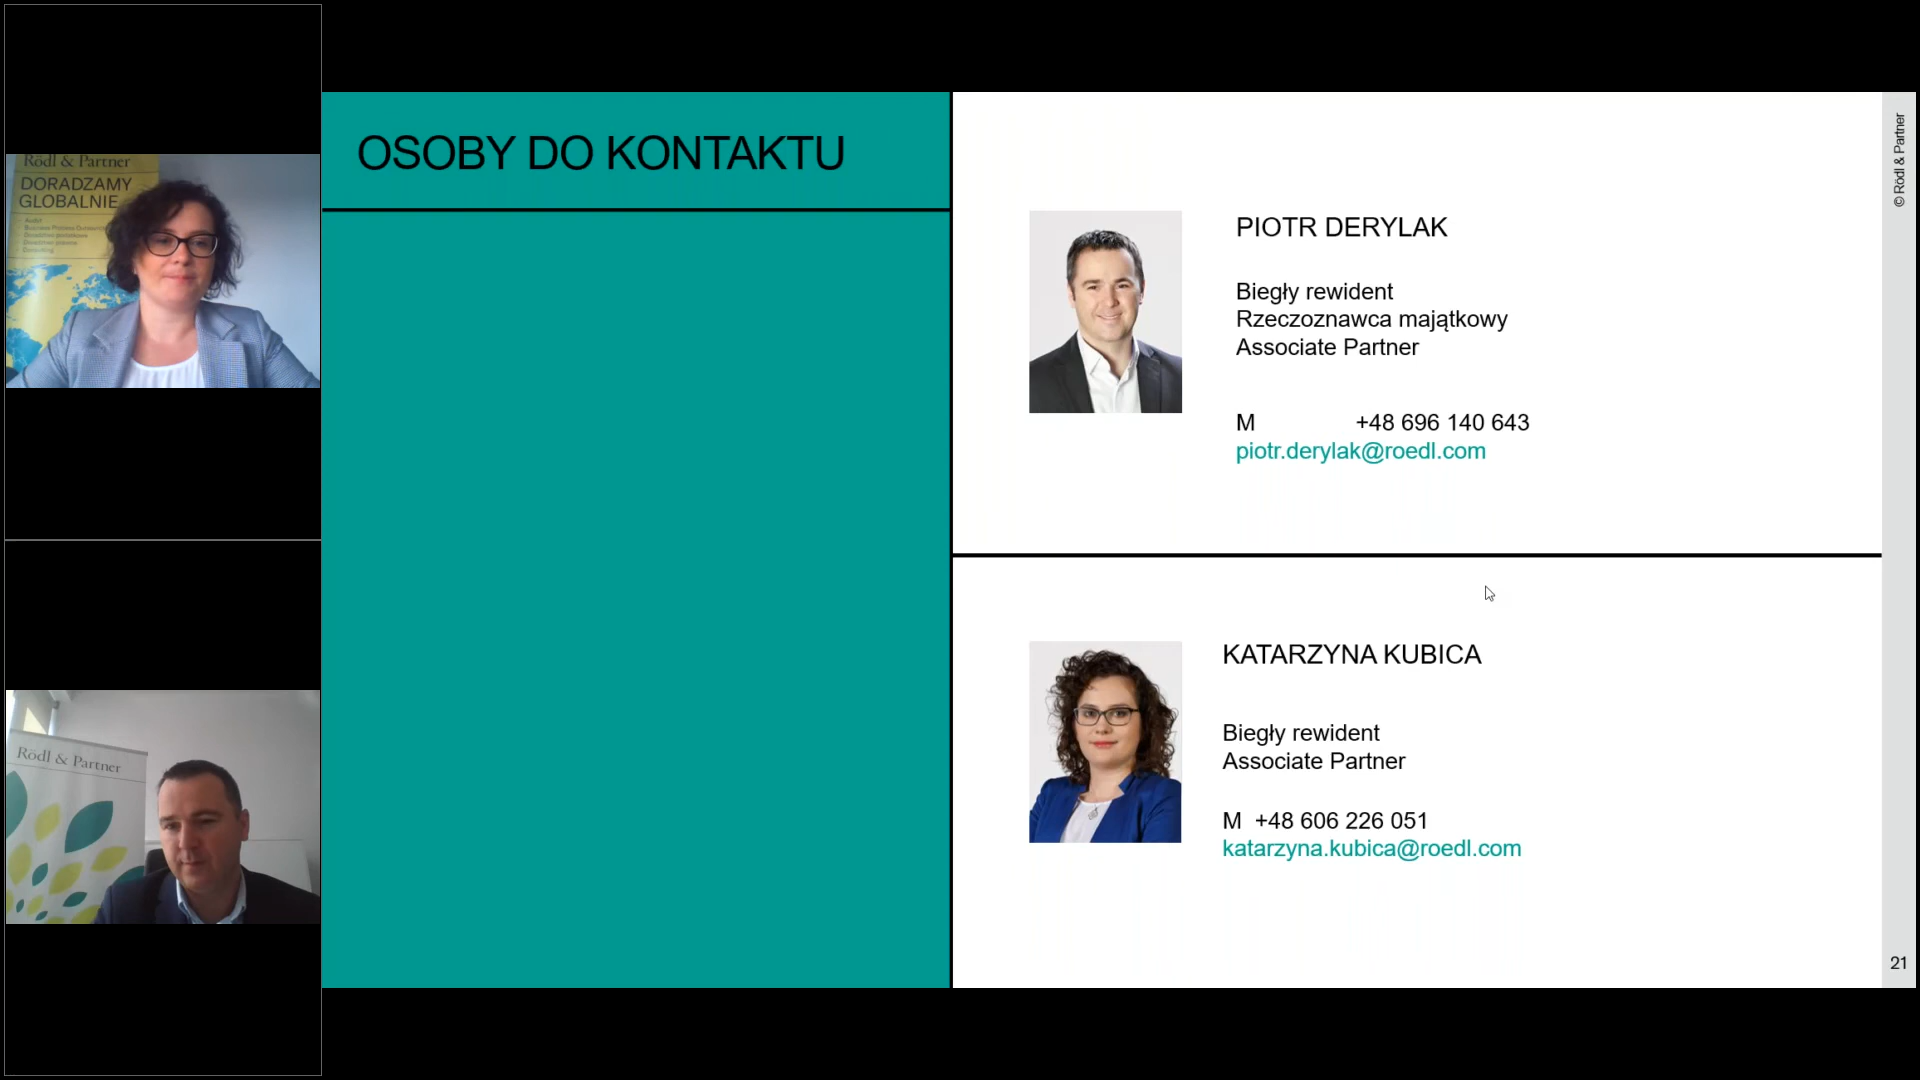 Rödl & Partner
DORADZAMY
GLOBALNIE
Audit
Rödl & Partner
OSOBY DO KONTAKTU
PIOTR DERYLAK
Biegły rewident
Rzeczoznawca majątkowy
Associate Partner
M +48 696 140 643
piotr.derylak@roedl.com
KATARZYNA KUBICA
Biegły rewident
Associate Partner
M +48 606 226 051
katarzyna.kubica@roedl.com
© Rödl & Partner
21